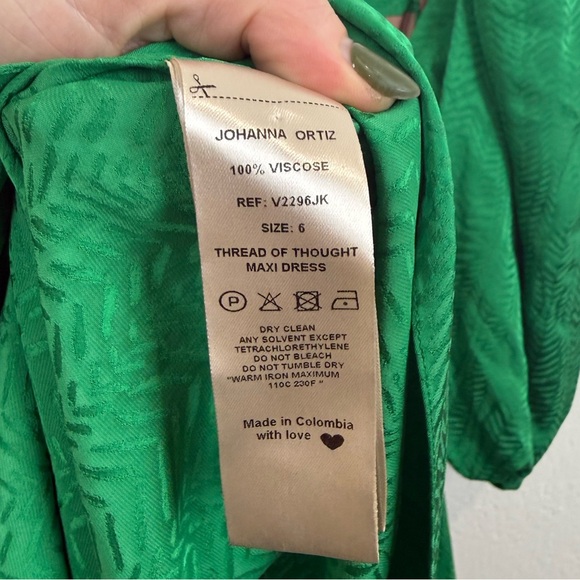 JOHANNA ORTIZ
100% VISCOSE
REF: V2296JK
SIZE: 6
THREAD OF THOUGHT
MAXI DRESS
P
DRY CLEAN
ANY SOLVENT EXCEPT
TETRACHLORETHYLENE
DO NOT BLEACH
DO NOT TUMBLE DRY
"WARM IRON MAXIMUM
110C 230F "
Made in Colombia
with love